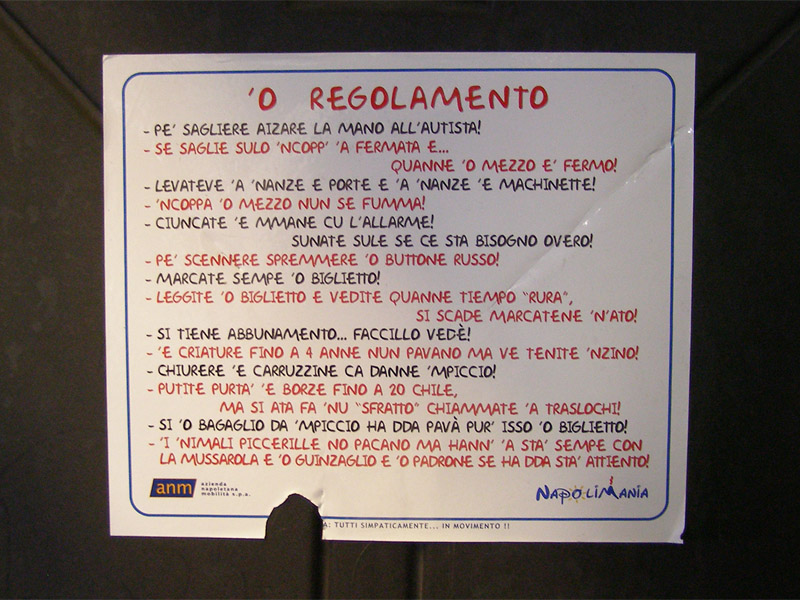 'O REGOLAMENTO
- PE' SAGLIERE AIZARE LA MANO ALL'AUTISTA!
- SE SAGLIE SULO 'NCOPP' 'A FERMATA E...
QUANNE 'O MEZZO E' FERMO!
- LEVATEVE 'A 'NANZE E PORTE E 'A 'NANZE 'E MACHINETTE!
- 'NCOPPA 'O MEZZO NUN SE FUMMA!
- CIUNCATE 'E MMANE CU L'ALLARME!
SUNATE SULE SE CE STA BISOGNO OVERO!
- PE' SCENNERE SPREMMERE 'O BUTTONE RUSSO!
- MARCATE SEMPE 'O BIGLIETTO!
- LEGGITE 'O BIGLIETTO E VEDITE QUANNE TIEMPO "RURA",
SI SCADE MARCATENE 'N'ATO!
- SI TIENE ABBUNAMENTO... FACCILLO VEDÈ!
- 'E CRIATURE FINO A 4 ANNE NUN PAVANO MA VE TENITE 'NZINO!
- CHIURERE 'E CARRUZZINE CA DANNE 'MPICCIO!
- PUTITE PURTA' 'E BORZE FINO A 20 CHILE,
MA SI ATA FA 'NU "SFRATTO" CHIAMMATE 'A TRASLOCHI!
- SI 'O BAGAGLIO DA 'MPICCIO HA DDA PAVÀ PUR' ISSO 'O BIGLIETTO!
- 'I 'NIMALI PICCERILLE NO PACANO MA HANN' 'A STA' SEMPE CON
LA MUSSAROLA E 'O GUINZAGLIO E 'O PADRONE SE HA DDA STA' ATTIENTO!
anm azienda
napoletana
mobilità s.p.a.
NAPOLIMANIA
: TUTTI SIMPATICAMENTE... IN MOVIMENTO !!